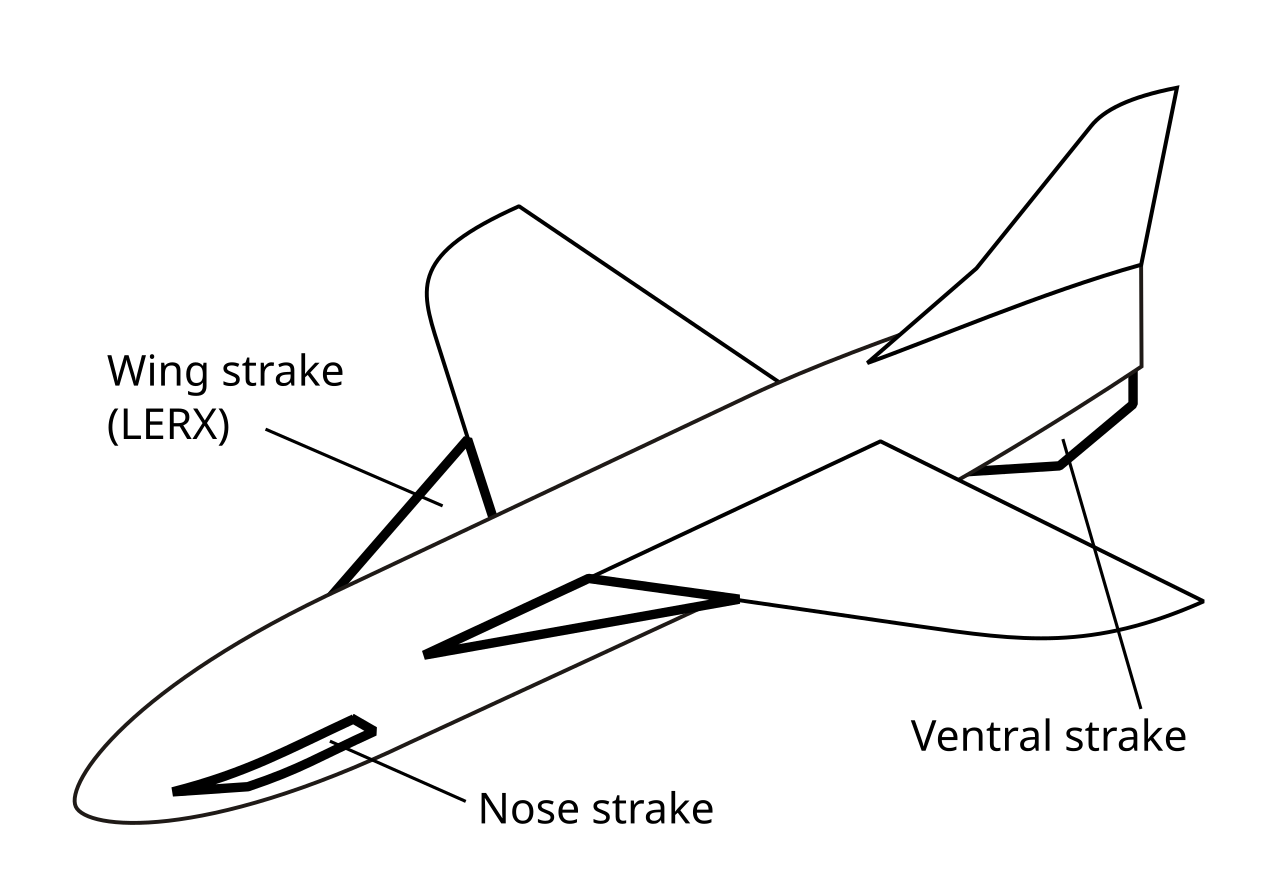 Wing strake
(LERX)
Ventral strake
Nose strake